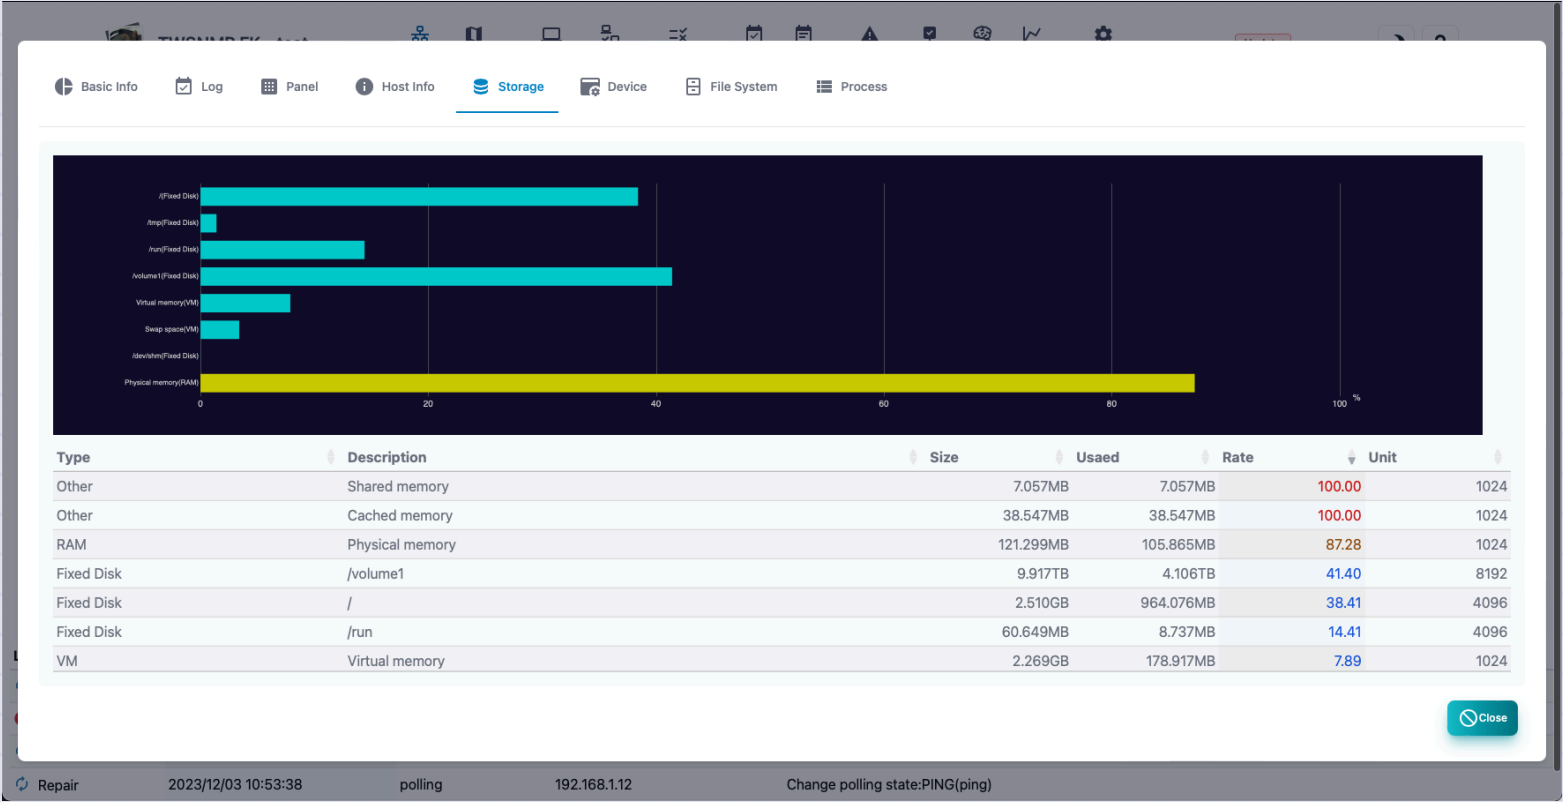 Basic Info Log Panel Host Info Storage Device File System Process
/(Fixed Disk)
/tmp(Fixed Disk)
/run(Fixed Disk)
/volume1(Fixed Disk)
Virtual memory(VM)
Swap space(VM)
/dev/shm(Fixed Disk)
Physical memory(RAM)
0 20 40 60 80 100 %
Type Description Size Usaed Rate Unit
Other Shared memory 7.057MB 7.057MB 100.00 1024
Other Cached memory 38.547MB 38.547MB 100.00 1024
RAM Physical memory 121.299MB 105.865MB 87.28 1024
Fixed Disk /volume1 9.917TB 4.106TB 41.40 8192
Fixed Disk / 2.510GB 964.076MB 38.41 4096
Fixed Disk /run 60.649MB 8.737MB 14.41 4096
VM Virtual memory 2.269GB 178.917MB 7.89 1024
Close
Repair 2023/12/03 10:53:38 polling 192.168.1.12 Change polling state:PING(ping)